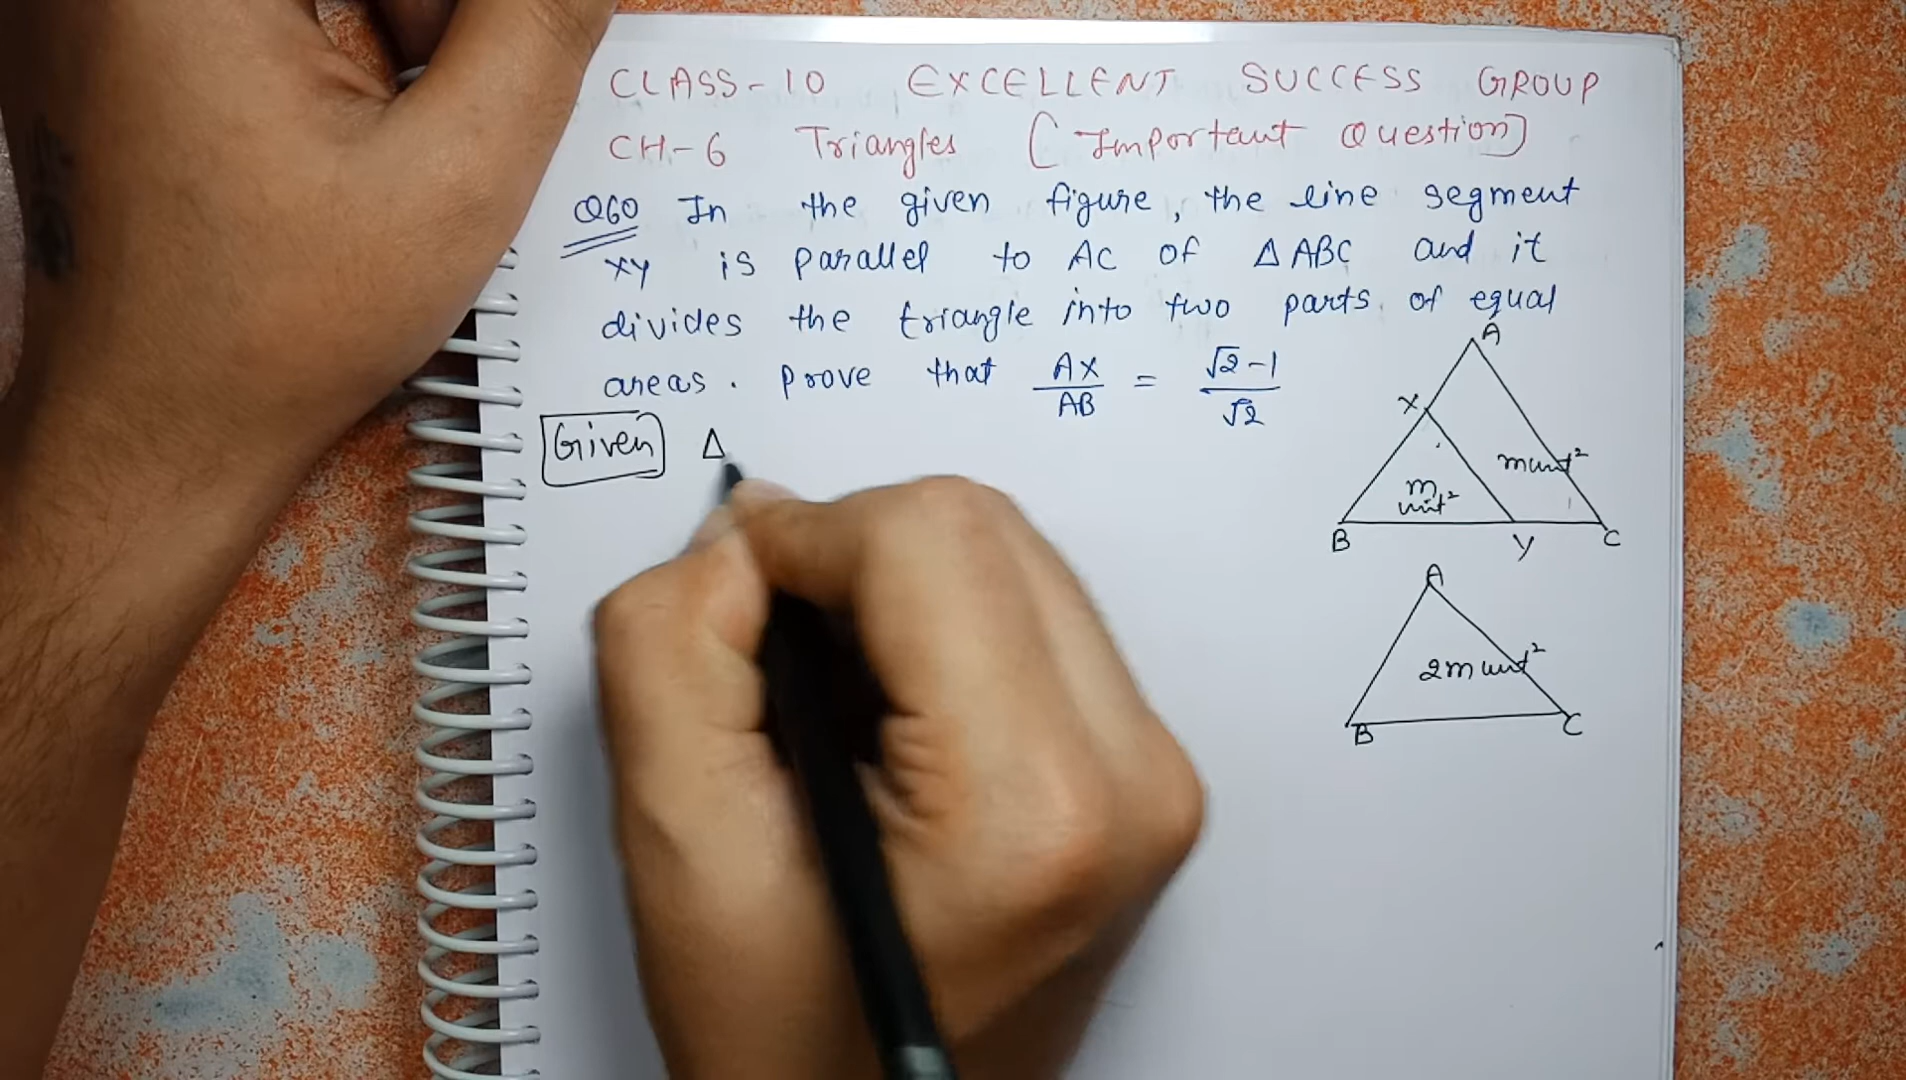 CLASS-10 EXCELLENT SUCCESS GROUP
CH-6 Triangles (Important Question)
Q60 In the given figure, the line segment
XY is parallel to AC of Δ ABC and it
divides the triangle into two parts of equal
areas. Prove that AX/AB = √2-1/√2
Given Δ
A
X
m unit²
m unit²
B Y C
A
2m unit²
B C